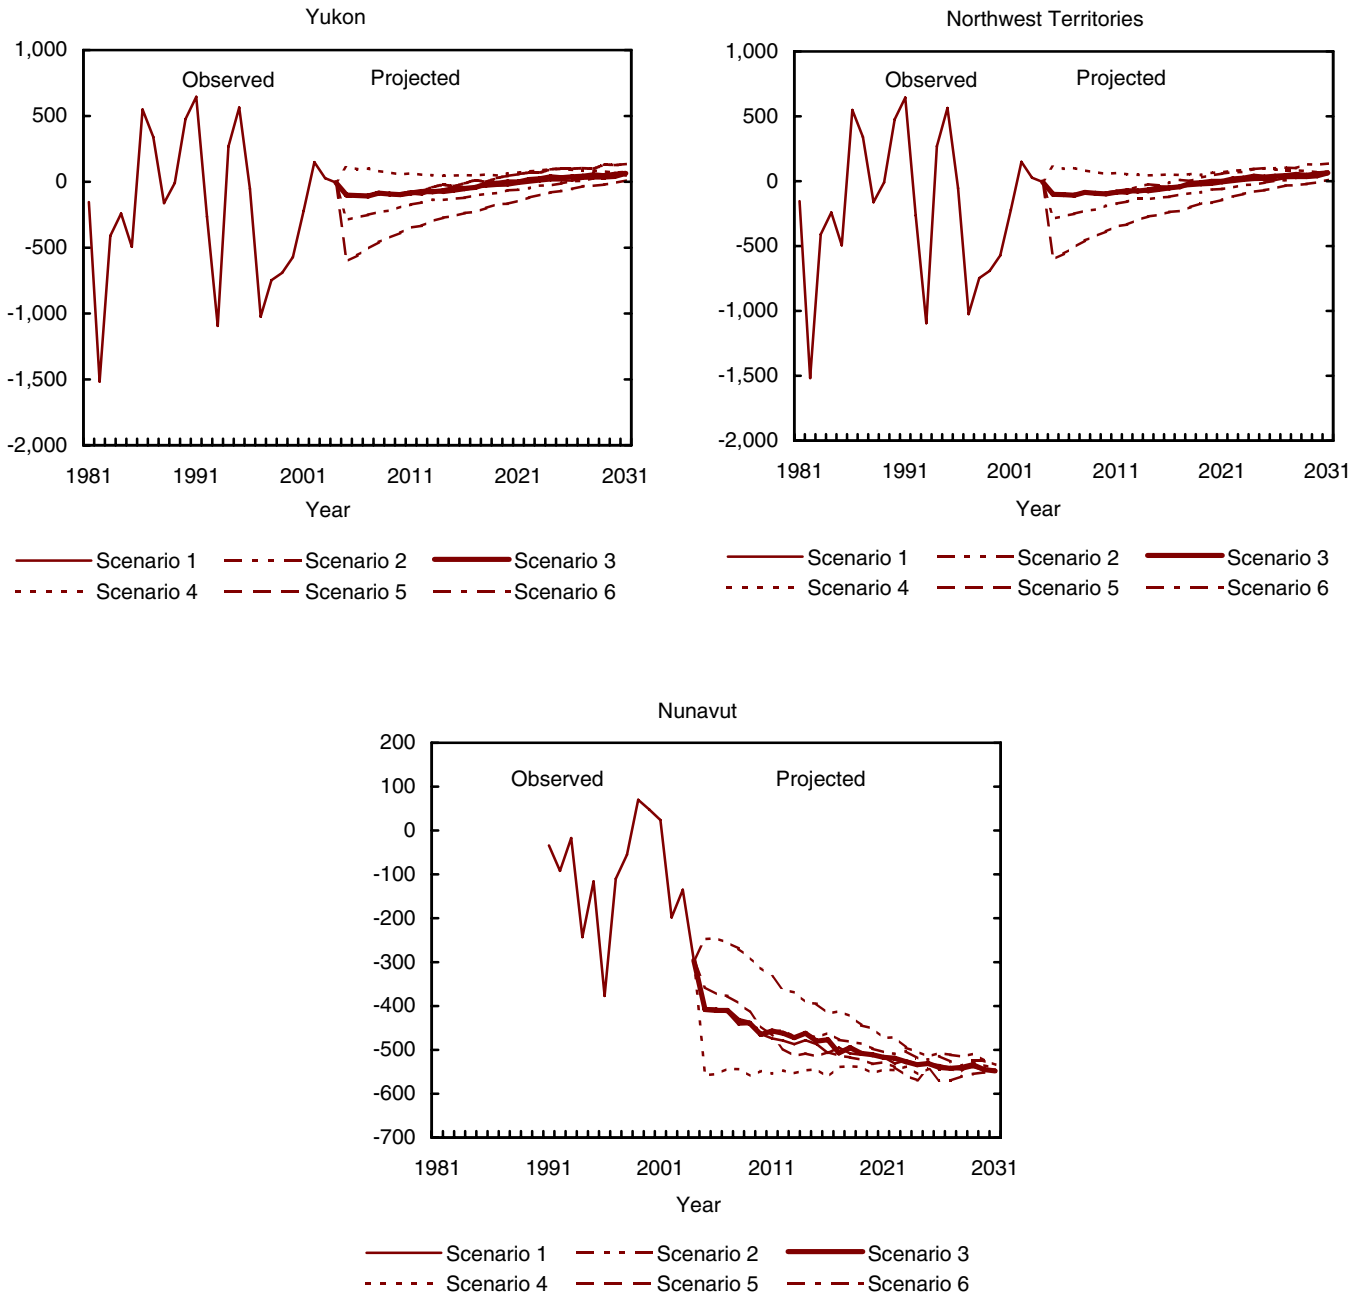 Yukon
1,000
500
0
-500
-1,000
-1,500
-2,000
Observed Projected
1981 1991 2001 2011 2021 2031
Year
Scenario 1 Scenario 2 Scenario 3
Scenario 4 Scenario 5 Scenario 6
Northwest Territories
1,000
500
0
-500
-1,000
-1,500
-2,000
Observed Projected
1981 1991 2001 2011 2021 2031
Year
Scenario 1 Scenario 2 Scenario 3
Scenario 4 Scenario 5 Scenario 6
Nunavut
200
100
0
-100
-200
-300
-400
-500
-600
-700
Observed Projected
1981 1991 2001 2011 2021 2031
Year
Scenario 1 Scenario 2 Scenario 3
Scenario 4 Scenario 5 Scenario 6